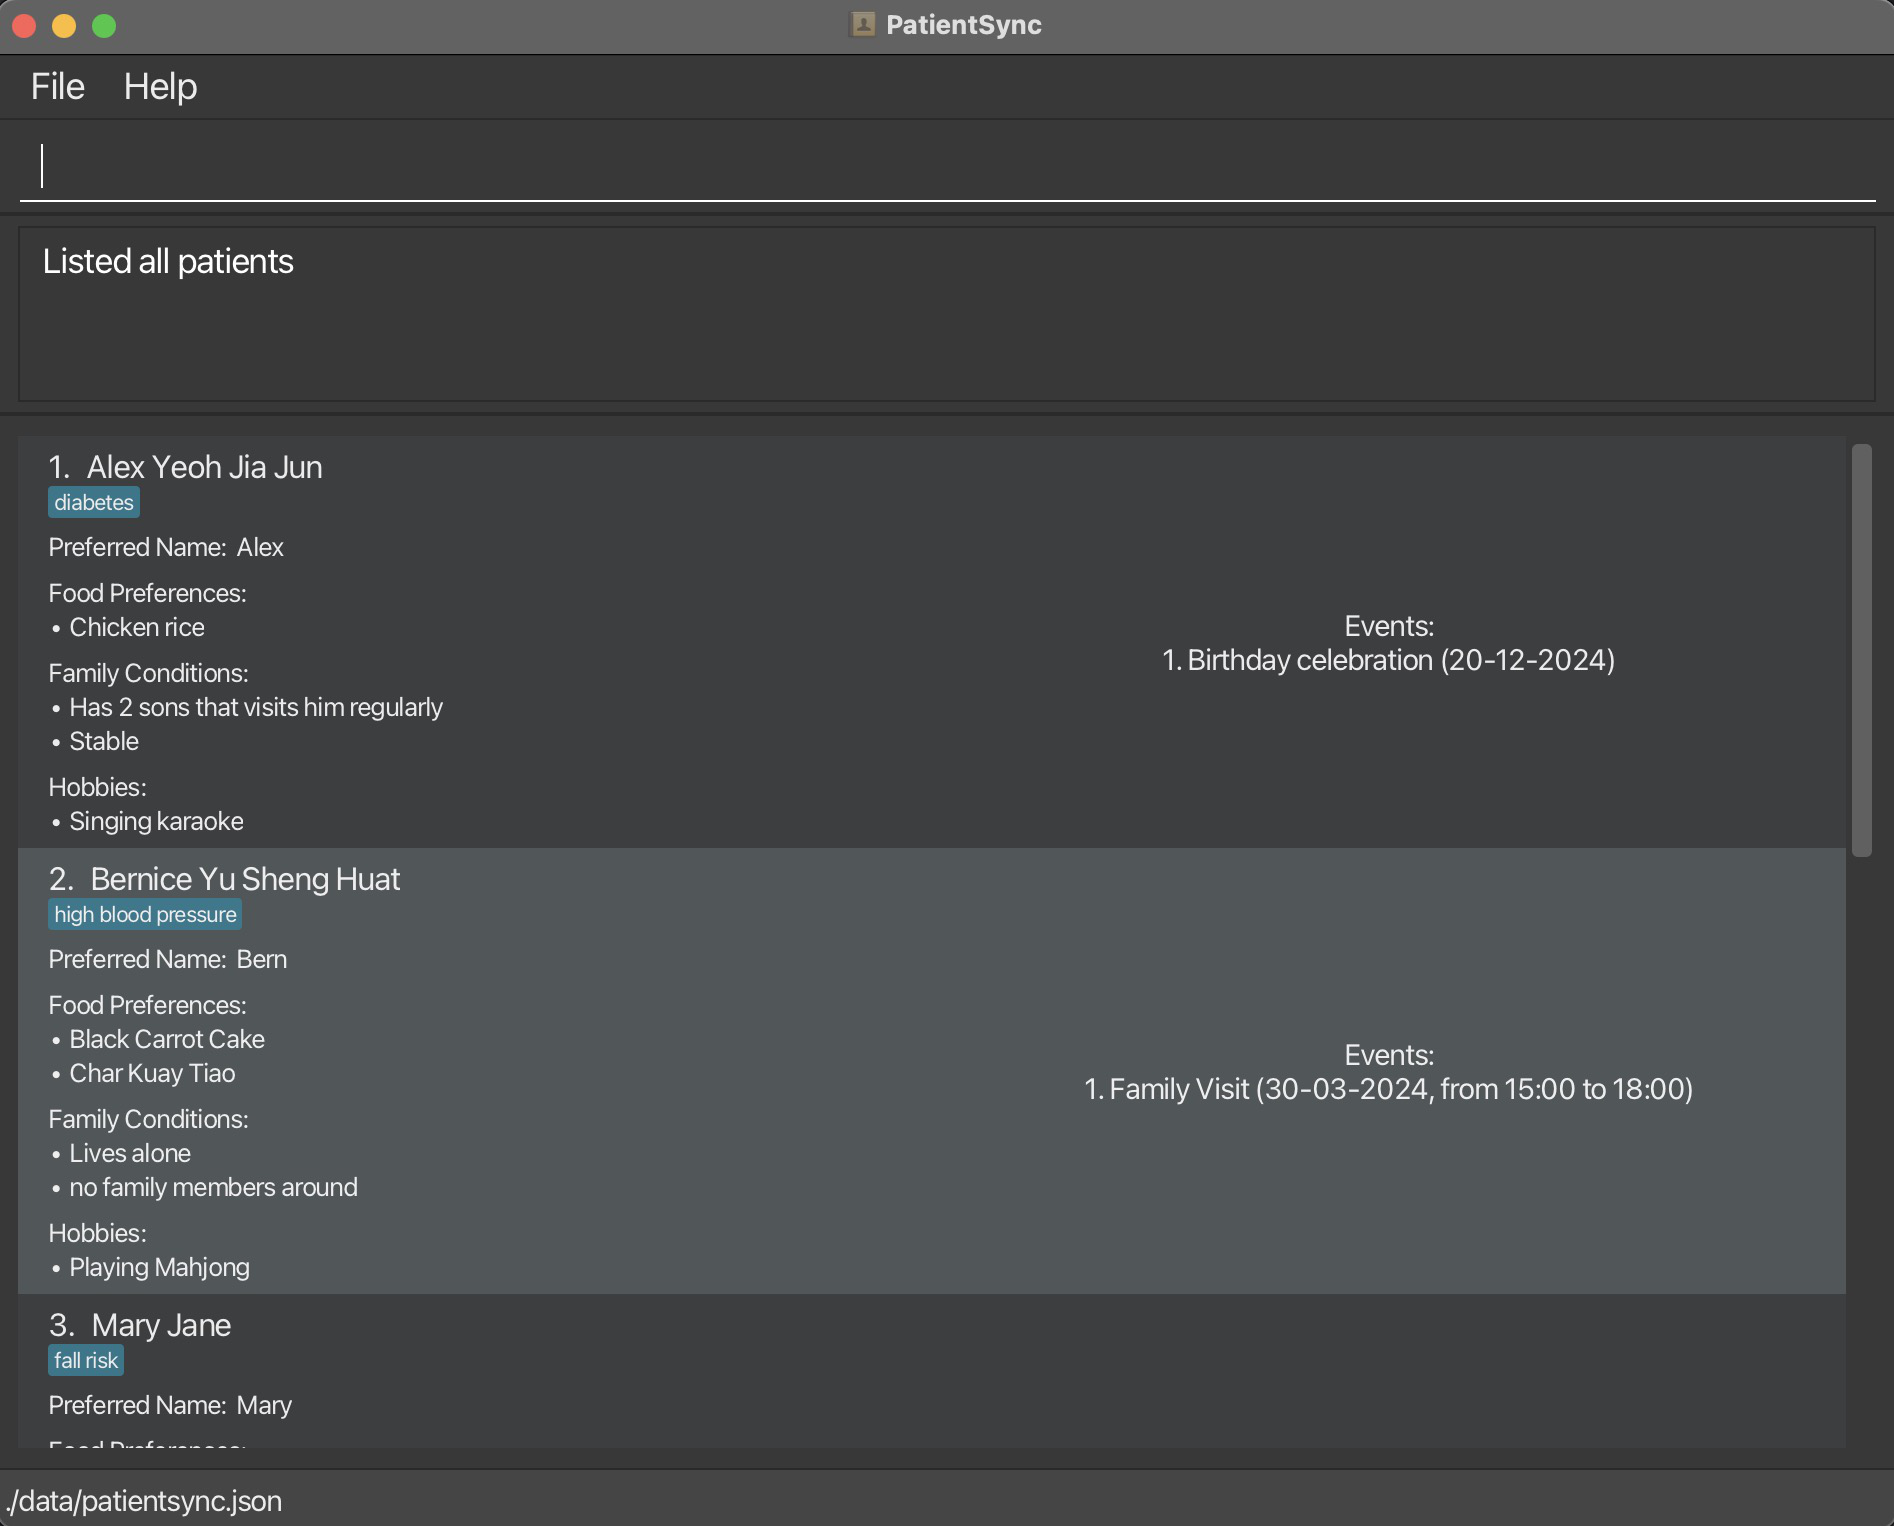 PatientSync
File Help
Listed all patients
1. Alex Yeoh Jia Jun
diabetes
Preferred Name: Alex
Food Preferences:
• Chicken rice
Family Conditions:
• Has 2 sons that visits him regularly
• Stable
Hobbies:
• Singing karaoke
Events:
1. Birthday celebration (20-12-2024)
2. Bernice Yu Sheng Huat
high blood pressure
Preferred Name: Bern
Food Preferences:
• Black Carrot Cake
• Char Kuay Tiao
Family Conditions:
• Lives alone
• no family members around
Hobbies:
• Playing Mahjong
Events:
1. Family Visit (30-03-2024, from 15:00 to 18:00)
3. Mary Jane
fall risk
Preferred Name: Mary
Food Preferences:
./data/patientsync.json